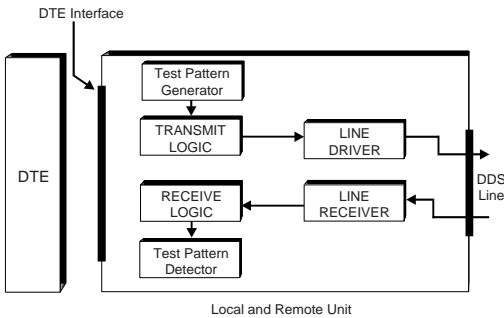 DTE Interface
Test Pattern
Generator
TRANSMIT
LOGIC
LINE
DRIVER
DTE
DDS
Line
RECEIVE
LOGIC
LINE
RECEIVER
Test Pattern
Detector
Local and Remote Unit